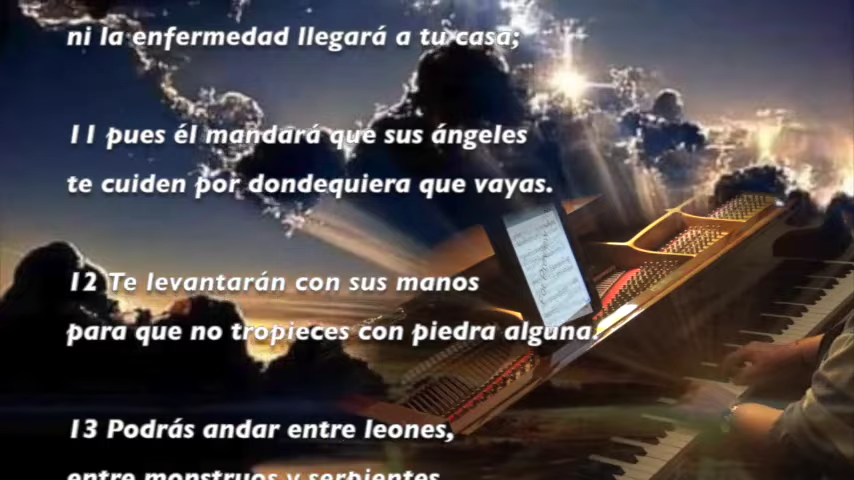 ni la enfermedad llegará a tu casa;
11 pues él mandará que sus ángeles
te cuiden por dondequiera que vayas.
12 Te levantarán con sus manos
para que no tropieces con piedra alguna.
13 Podrás andar entre leones,
entre monstruos y serpientes